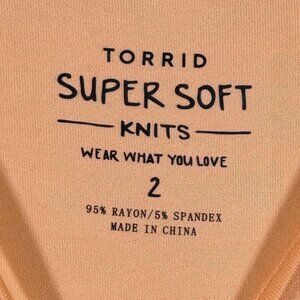 TORRID
SUPER SOFT
KNITS
WEAR WHAT YOU LOVE
2
95% RAYON/5% SPANDEX
MADE IN CHINA